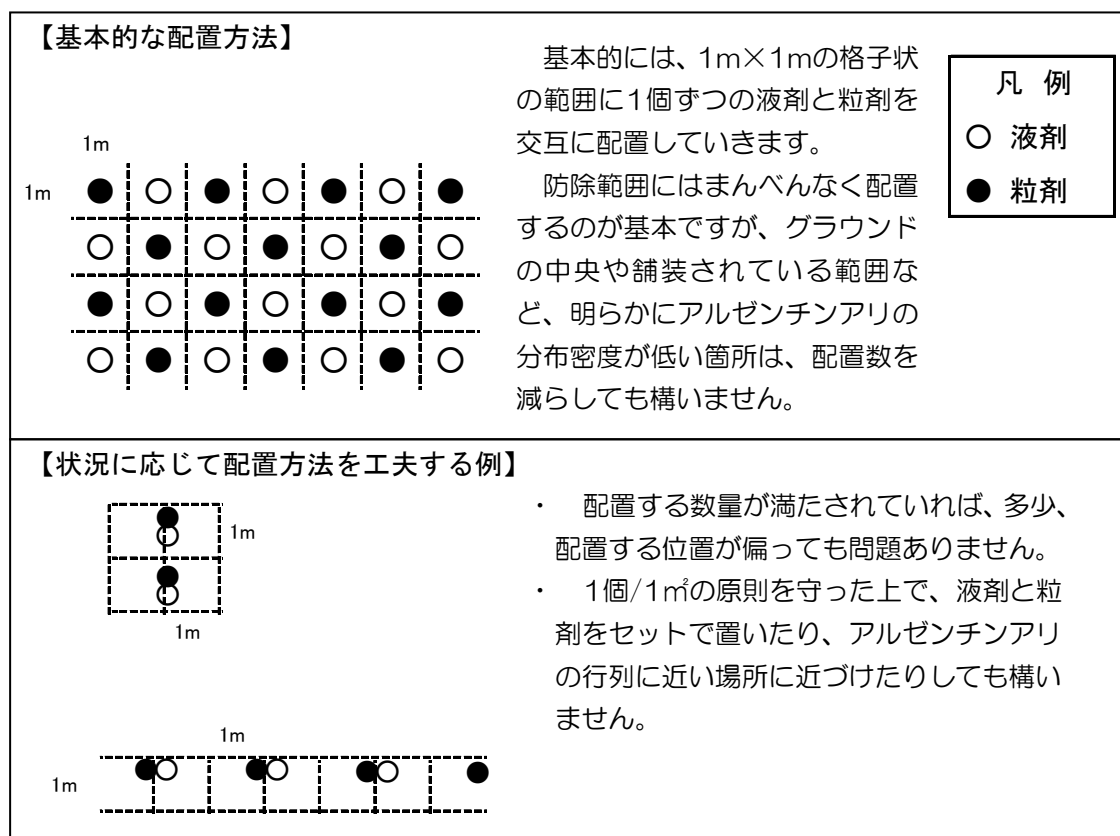 【基本的な配置方法】
1m
1m
基本的には、1m×1mの格子状
の範囲に1個ずつの液剤と粒剤を
交互に配置していきます。
防除範囲にはまんべんなく配置
するのが基本ですが、グラウンド
の中央や舗装されている範囲な
ど、明らかにアルゼンチンアリの
分布密度が低い箇所は、配置数を
減らしても構いません。
凡 例
○ 液剤
● 粒剤
【状況に応じて配置方法を工夫する例】
1m
1m
・ 配置する数量が満たされていれば、多少、
配置する位置が偏っても問題ありません。
・ 1個/1㎡の原則を守った上で、液剤と粒
剤をセットで置いたり、アルゼンチンアリ
の行列に近い場所に近づけたりしても構い
ません。
1m
1m